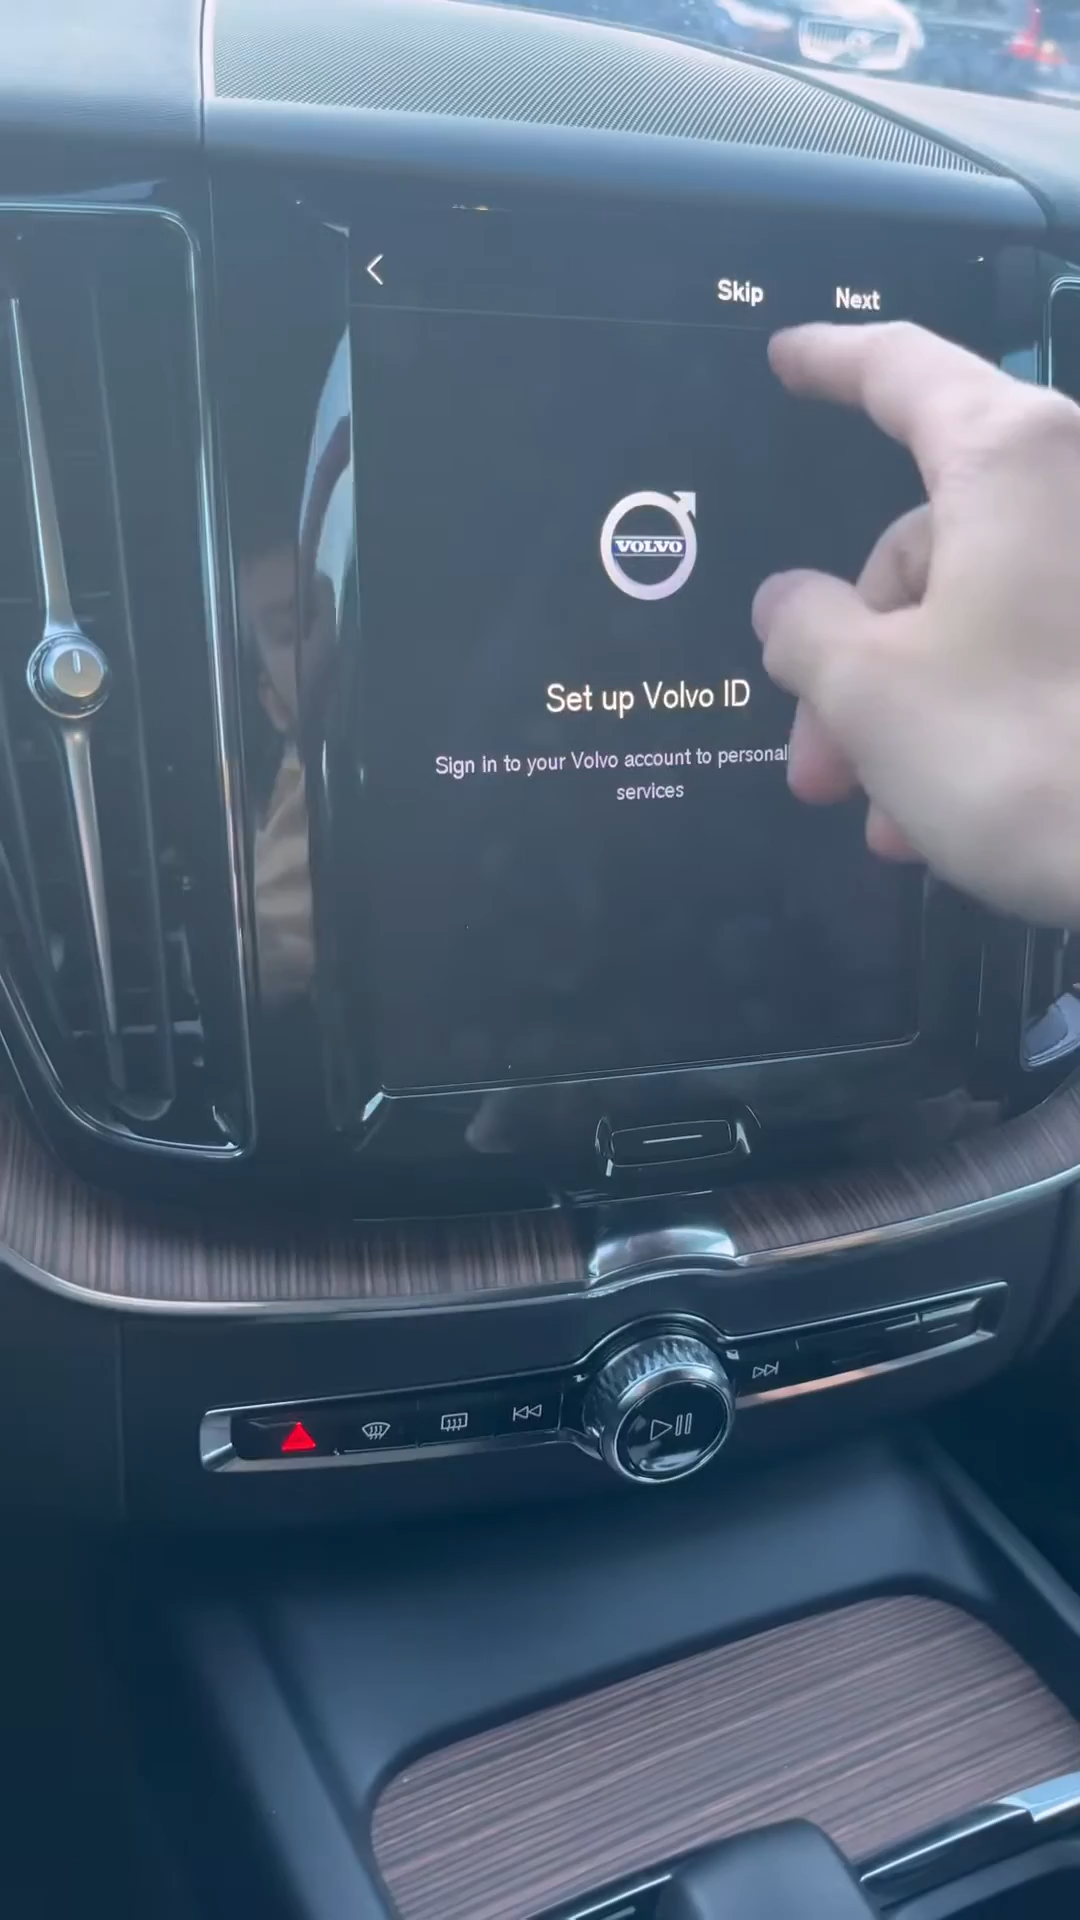 Skip Next
VOLVO
Set up Volvo ID
Sign in to your Volvo account to personal
services